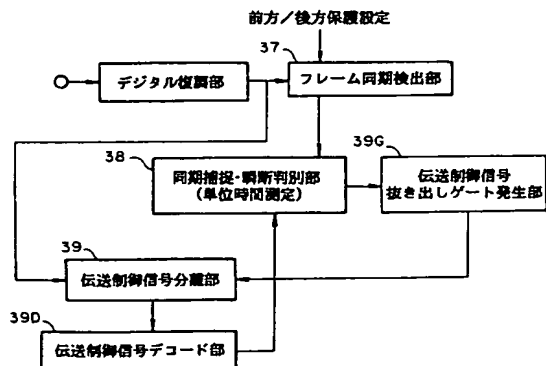 前方／後方保護設定
37
デジタル復調部
フレーム同期検出部
38
39G
同期捕捉・瞬断判別部
（単位時間測定）
伝送制御信号
抜き出しゲート発生部
39
伝送制御信号分離部
39D
伝送制御信号デコード部